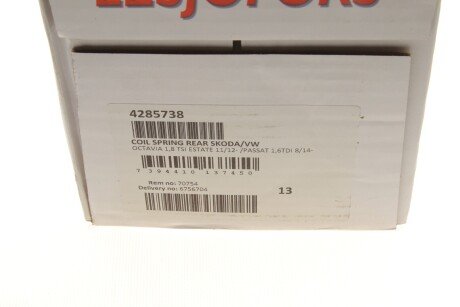 LESJÖFORS
4285738
COIL SPRING REAR SKODA/VW
OCTAVIA 1,8 TSI ESTATE 11/12- /PASSAT 1,6TDI 8/14-
7 394410 137450
Item no: 70754
Delivery no: 6756704
13